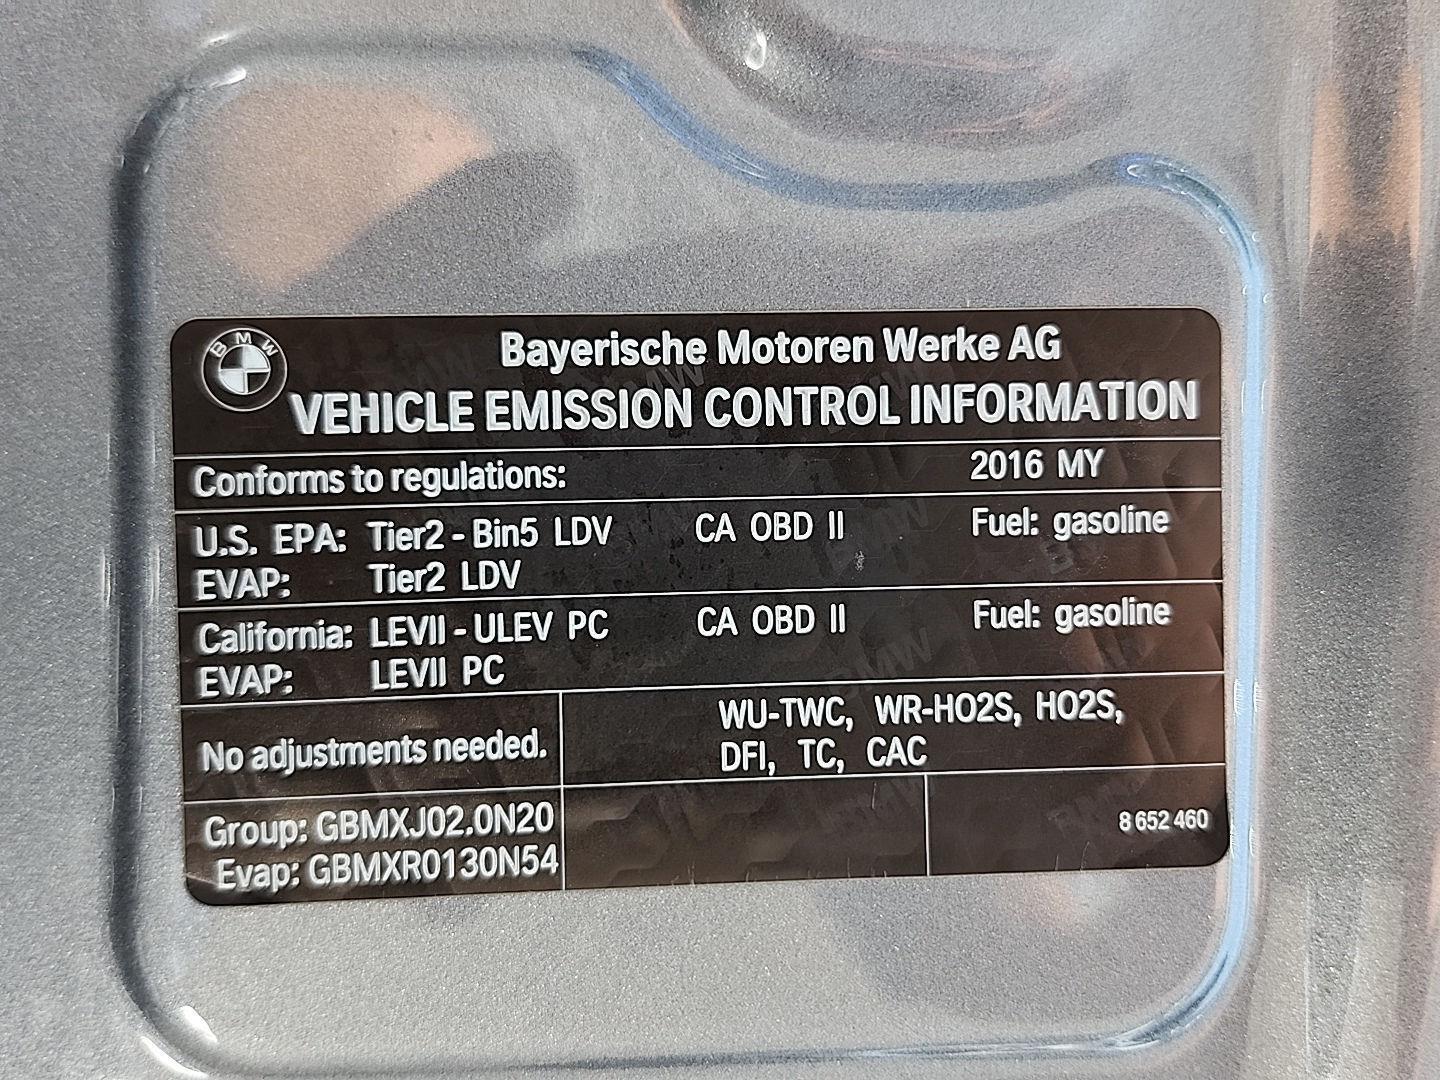 BMW
Bayerische Motoren Werke AG
VEHICLE EMISSION CONTROL INFORMATION
Conforms to regulations: 2016 MY
U.S. EPA: Tier2 - Bin5 LDV CA OBD II Fuel: gasoline
EVAP: Tier2 LDV
California: LEVII - ULEV PC CA OBD II Fuel: gasoline
EVAP: LEVII PC
No adjustments needed.
WU-TWC, WR-HO2S, HO2S,
DFI, TC, CAC
Group: GBMXJ02.0N20
Evap: GBMXR0130N54
8 652 460